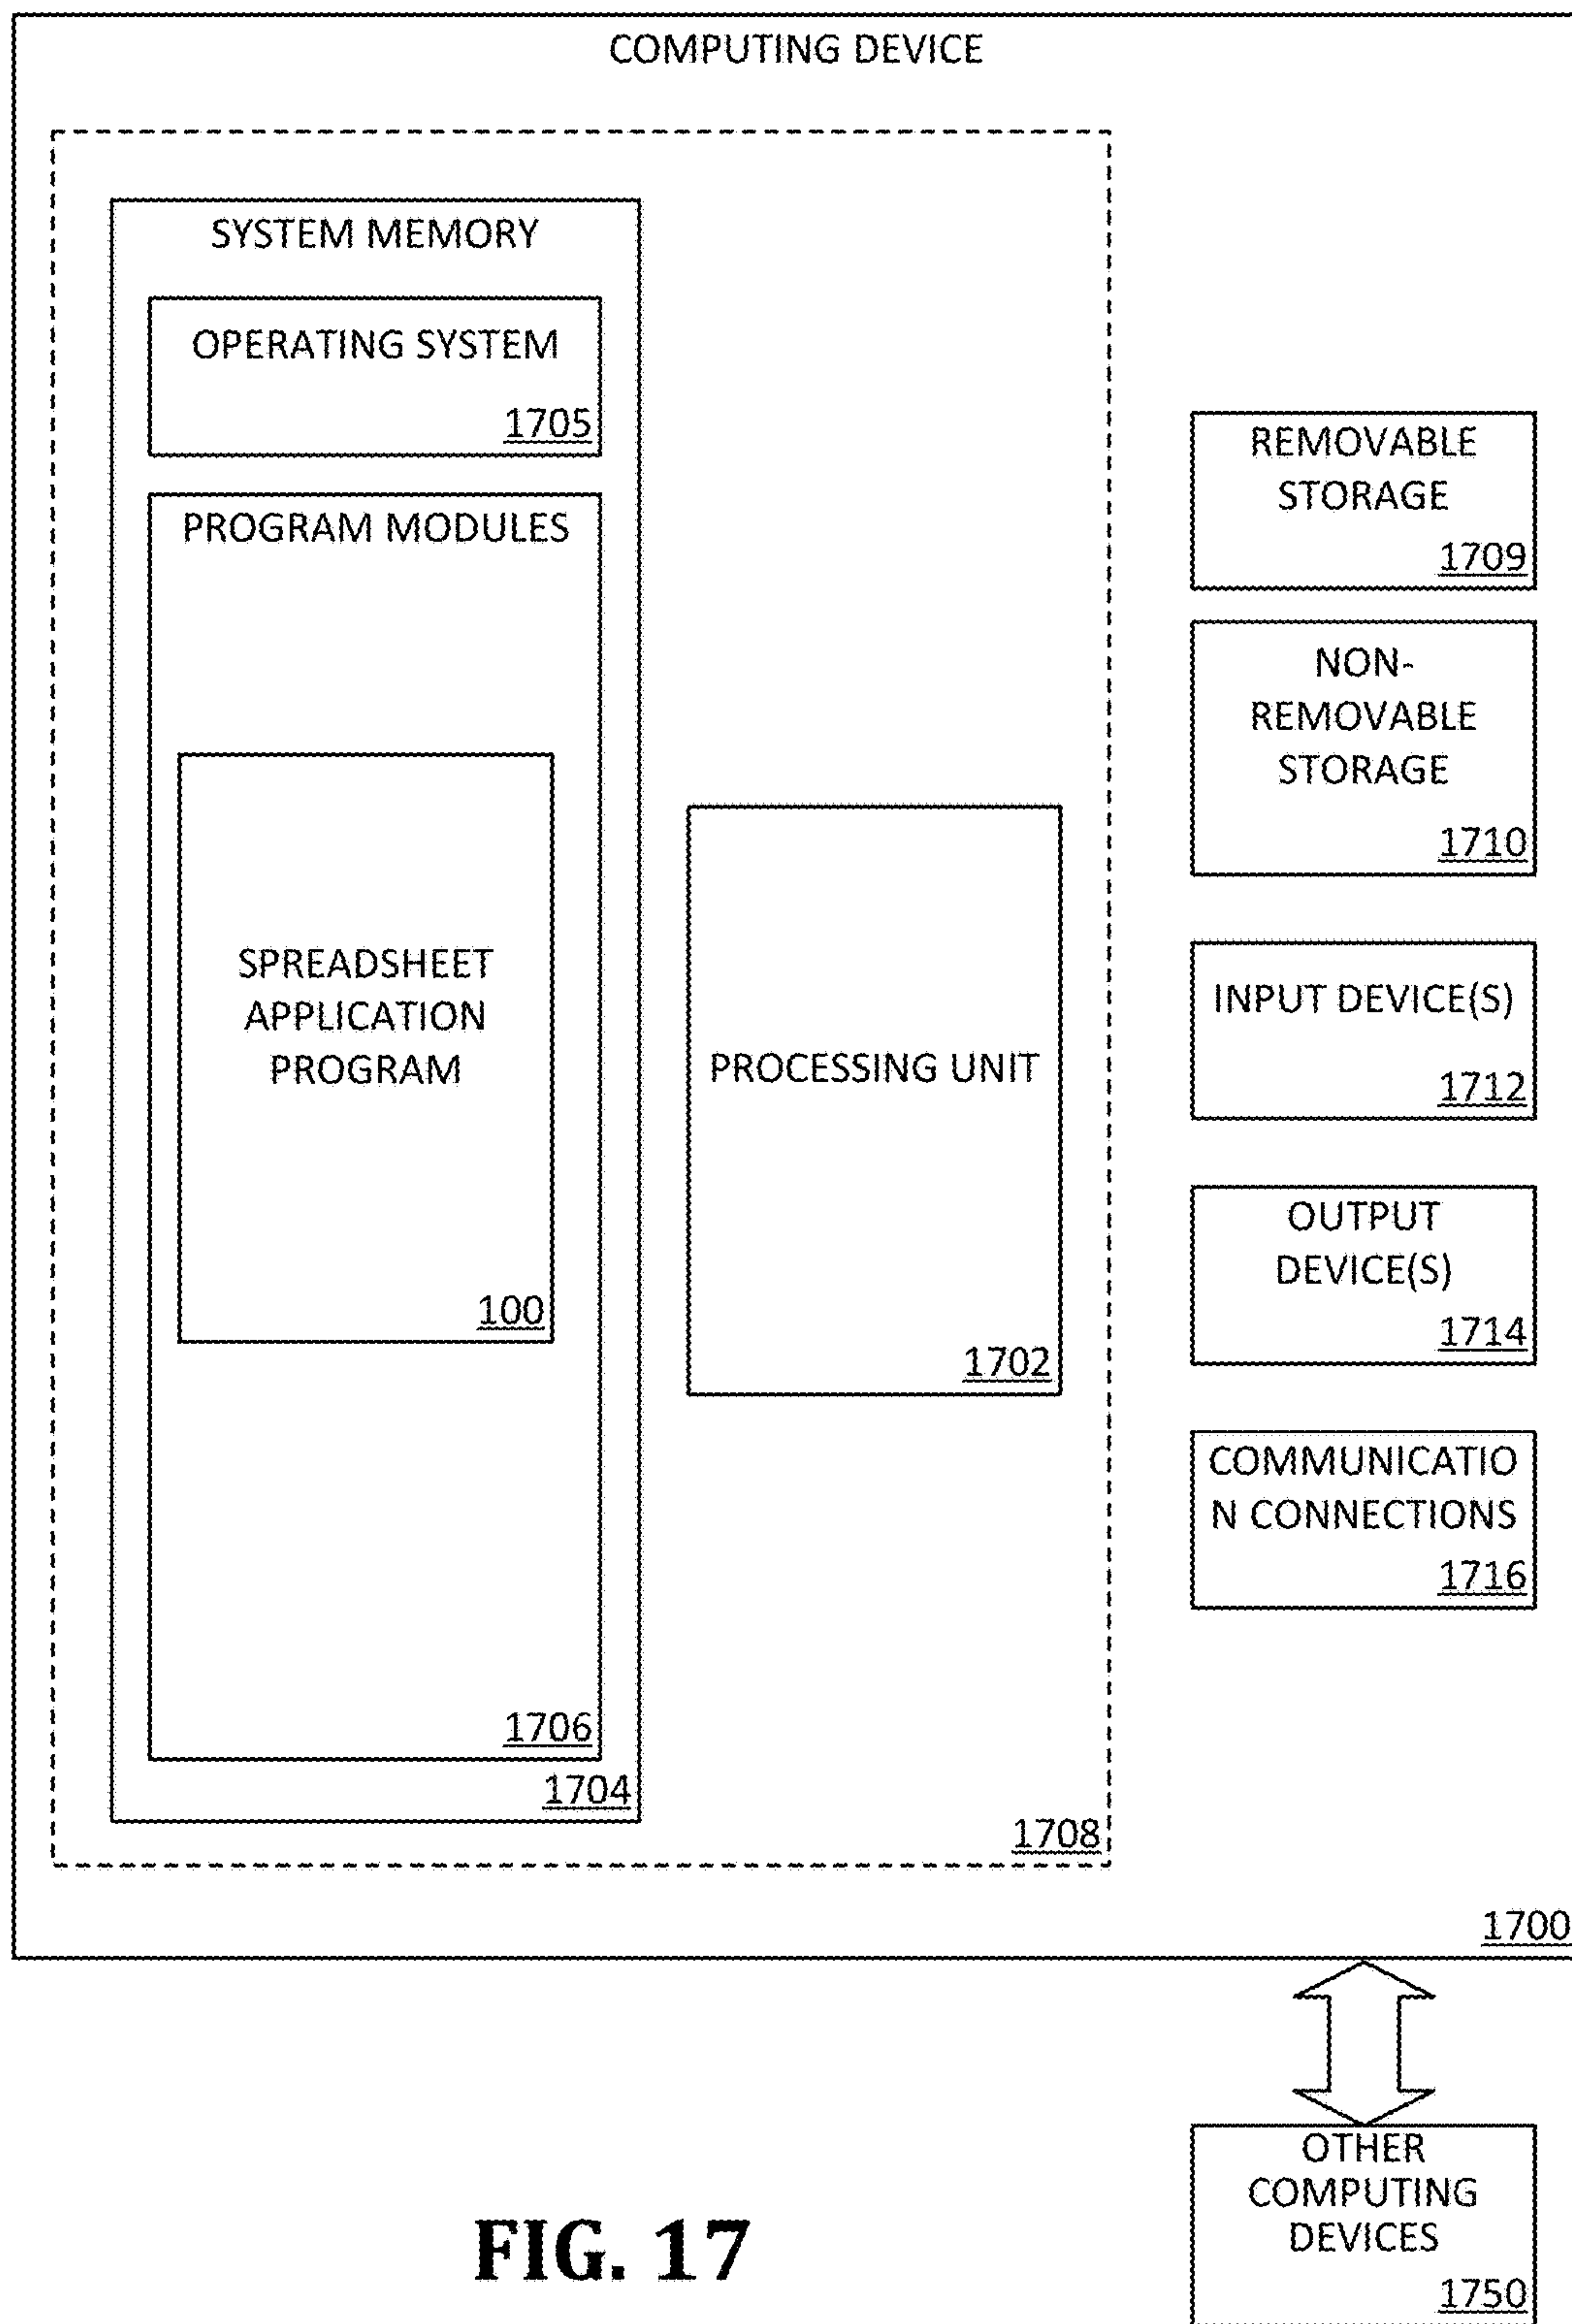 COMPUTING DEVICE
SYSTEM MEMORY
OPERATING SYSTEM
1705
PROGRAM MODULES
SPREADSHEET
APPLICATION
PROGRAM
100
1706
1704
PROCESSING UNIT
1702
1708
REMOVABLE
STORAGE
1709
NON-
REMOVABLE
STORAGE
1710
INPUT DEVICE(S)
1712
OUTPUT
DEVICE(S)
1714
COMMUNICATIO
N CONNECTIONS
1716
1700
OTHER
COMPUTING
DEVICES
1750
FIG. 17